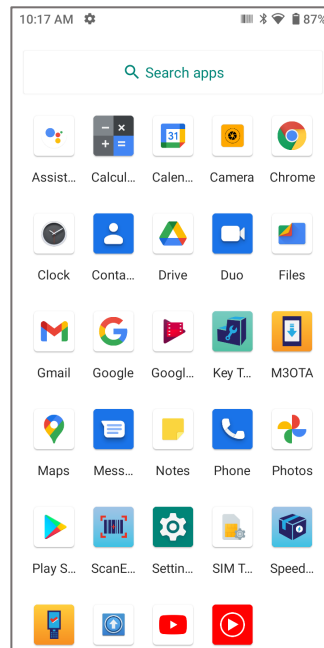 10:17 AM 87%
Search apps
31
Assist... Calcul... Calen... Camera Chrome
Clock Conta... Drive Duo Files
Gmail Google Googl... Key T... M3OTA
Maps Mess... Notes Phone Photos
Play S... ScanE... Settin... SIM T... Speed...